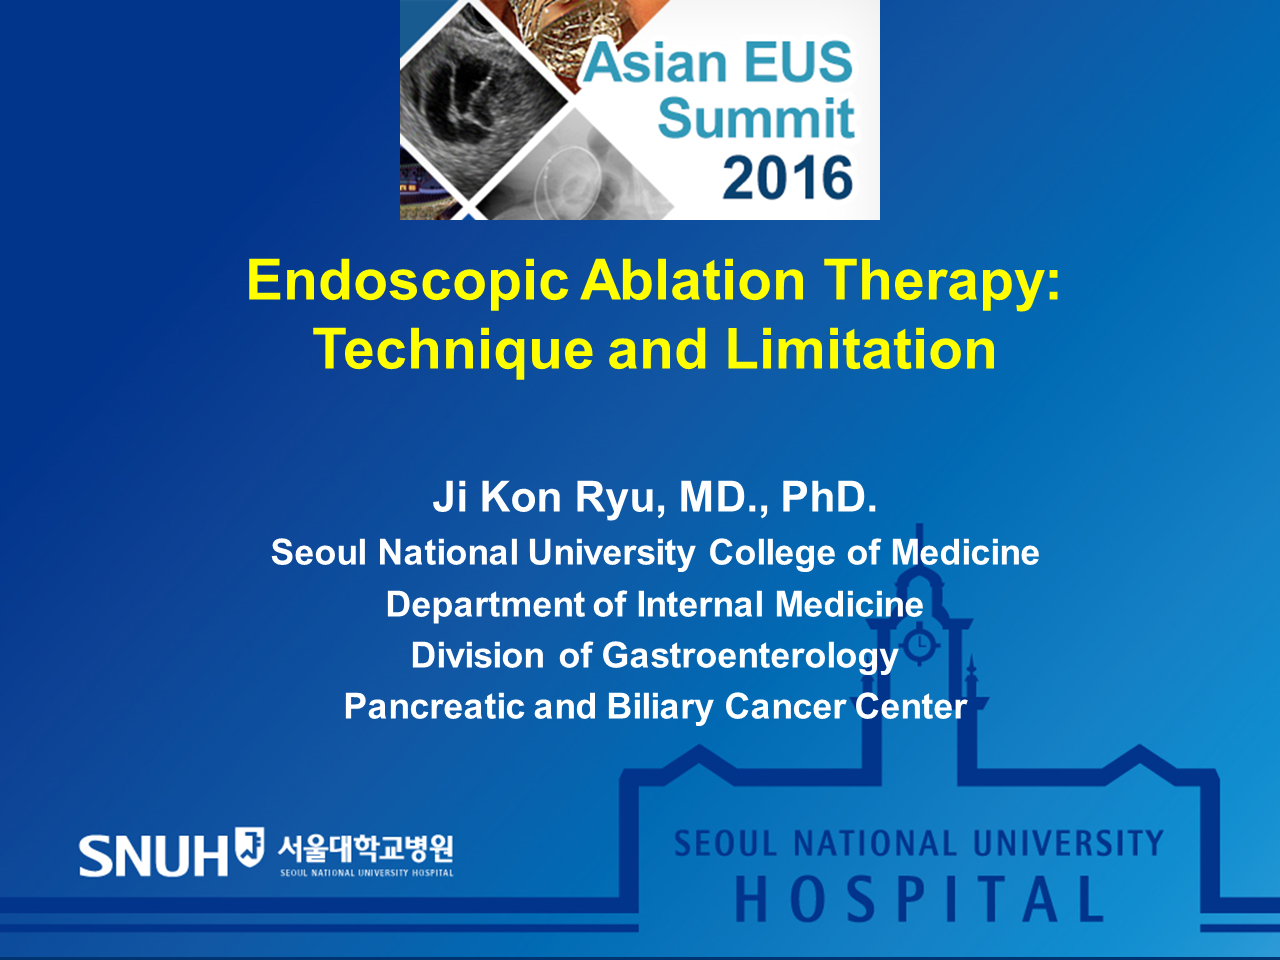 Asian EUS
Summit
2016
Endoscopic Ablation Therapy:
Technique and Limitation
Ji Kon Ryu, MD., PhD.
Seoul National University College of Medicine
Department of Internal Medicine
Division of Gastroenterology
Pancreatic and Biliary Cancer Center
SNUH 서울대학교병원
SEOUL NATIONAL UNIVERSITY HOSPITAL
SEOUL NATIONAL UNIVERSITY
HOSPITAL